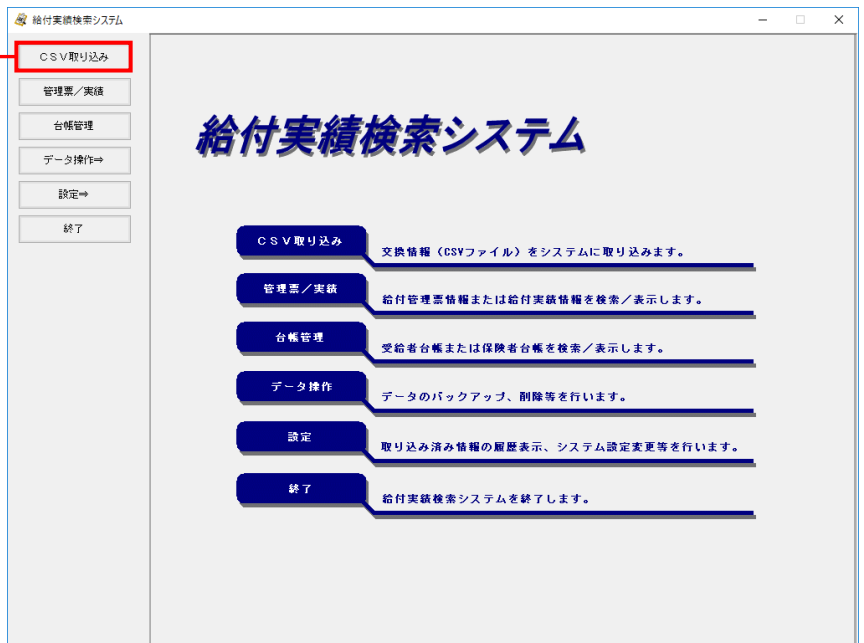 給付実績検索システム
CSV取り込み
管理票／実績
台帳管理
データ操作⇒
設定⇒
終了
給付実績検索システム
CSV取り込み
交換情報（CSVファイル）をシステムに取り込みます。
管理票／実績
給付管理票情報または給付実績情報を検索／表示します。
台帳管理
受給者台帳または保険者台帳を検索／表示します。
データ操作
データのバックアップ、削除等を行います。
設定
取り込み済み情報の履歴表示、システム設定変更等を行います。
終了
給付実績検索システムを終了します。